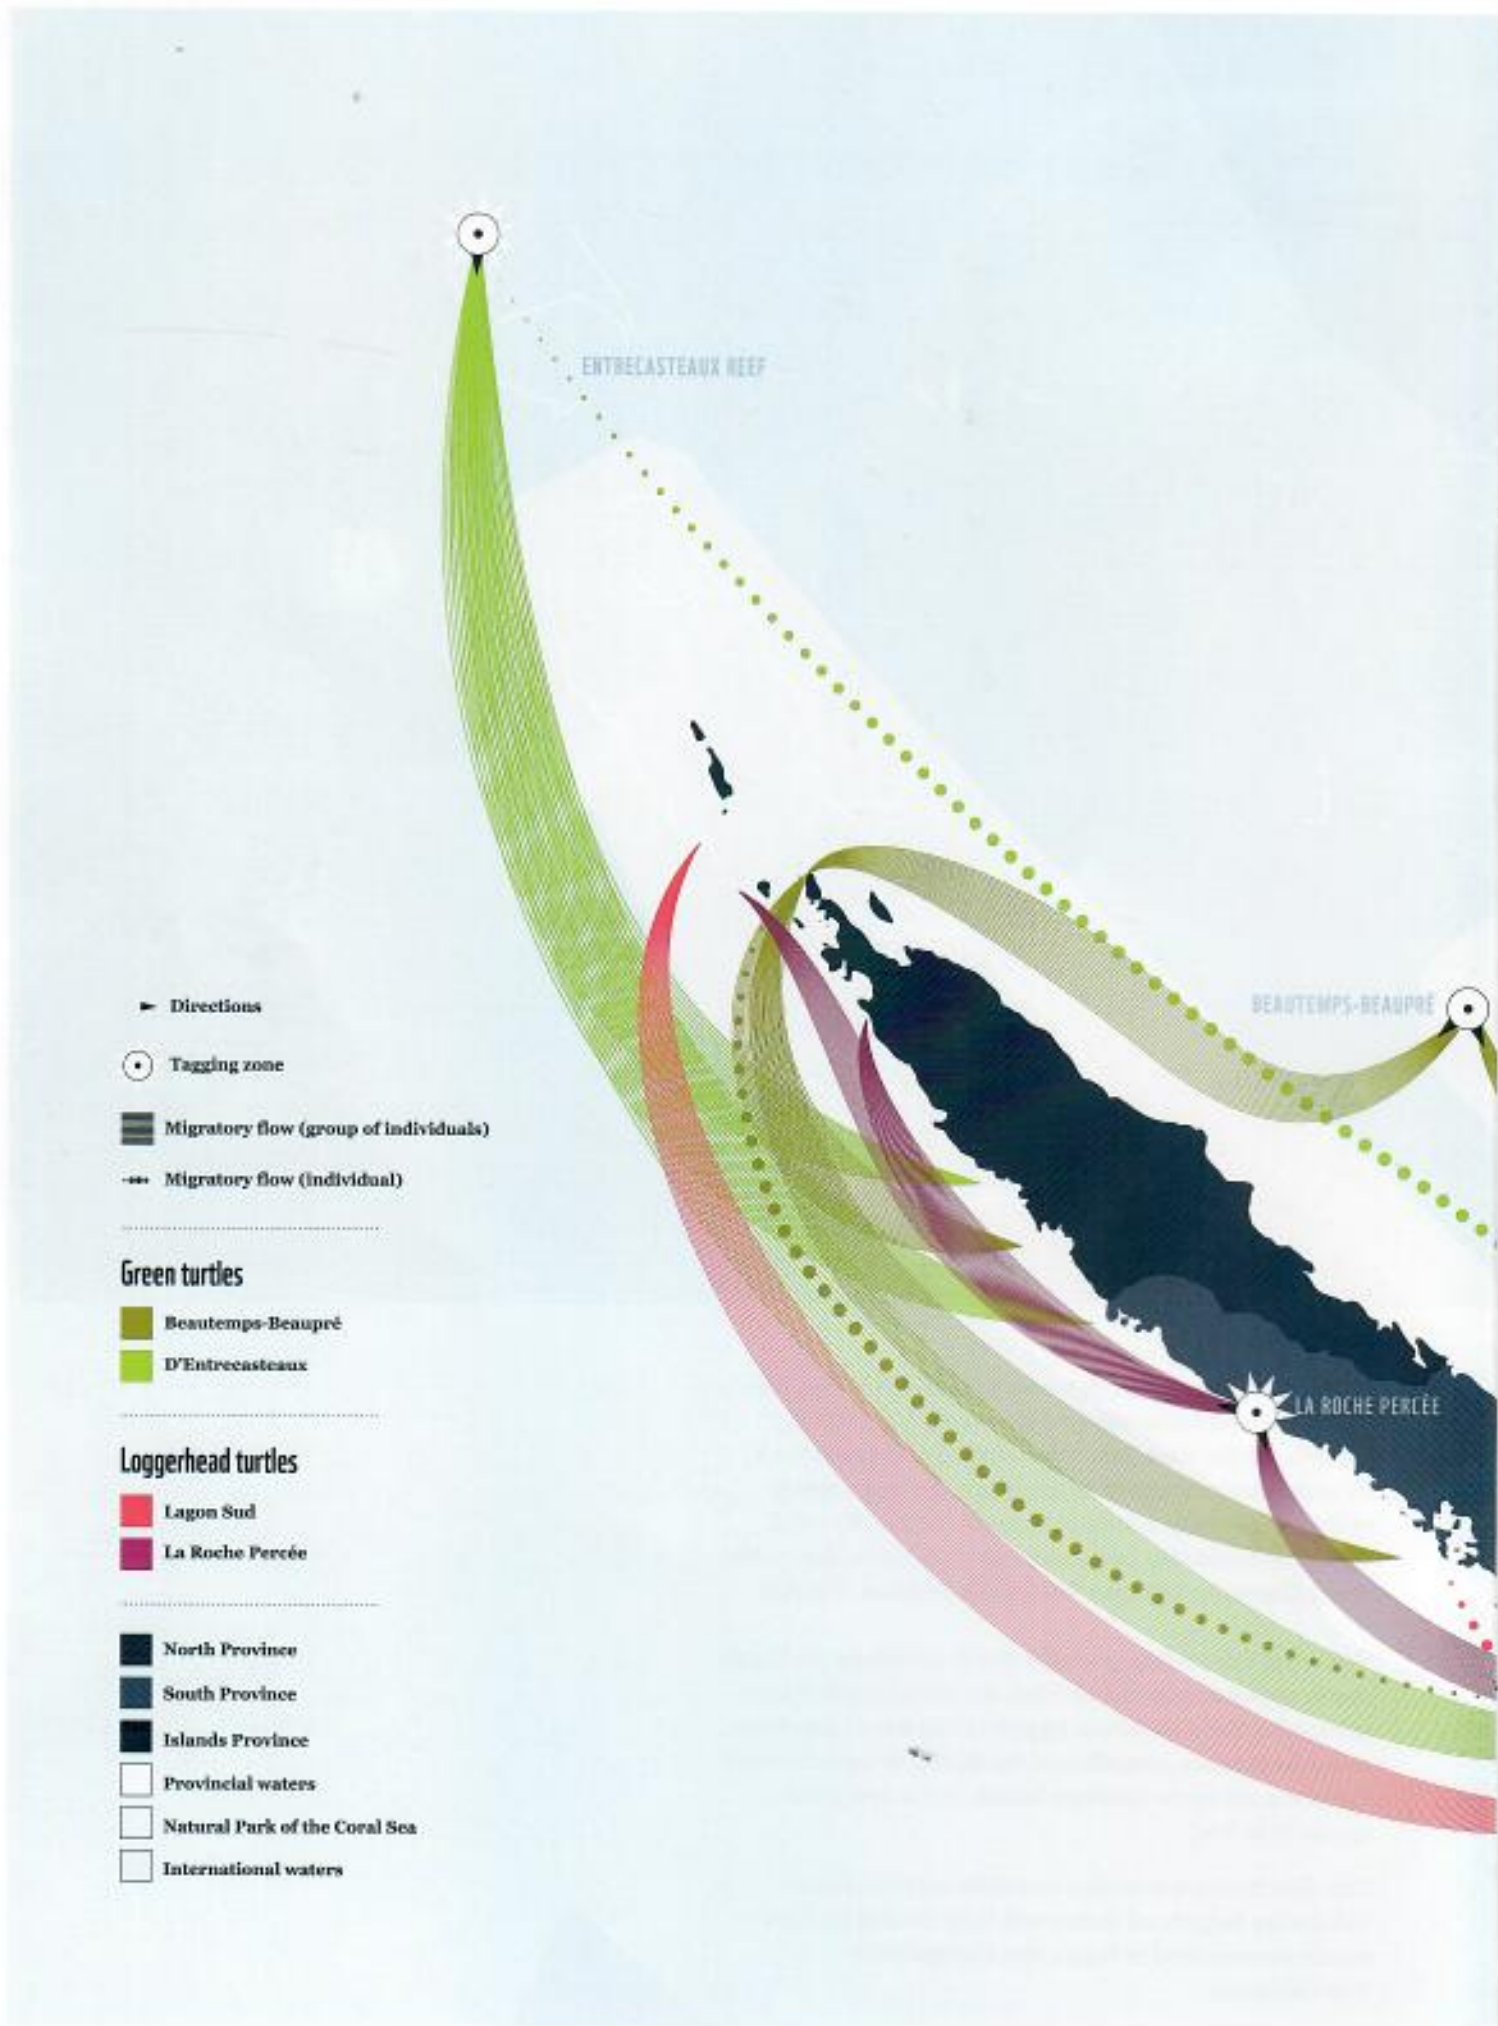 ENTRECASTEAUX REEF
BEAUTEMPS-BEAUPRÉ
LA ROCHE PERCÉE
Directions
Tagging zone
Migratory flow (group of individuals)
Migratory flow (individual)
Green turtles
Beautemps-Beaupré
D'Entrecasteaux
Loggerhead turtles
Lagon Sud
La Roche Percée
North Province
South Province
Islands Province
Provincial waters
Natural Park of the Coral Sea
International waters